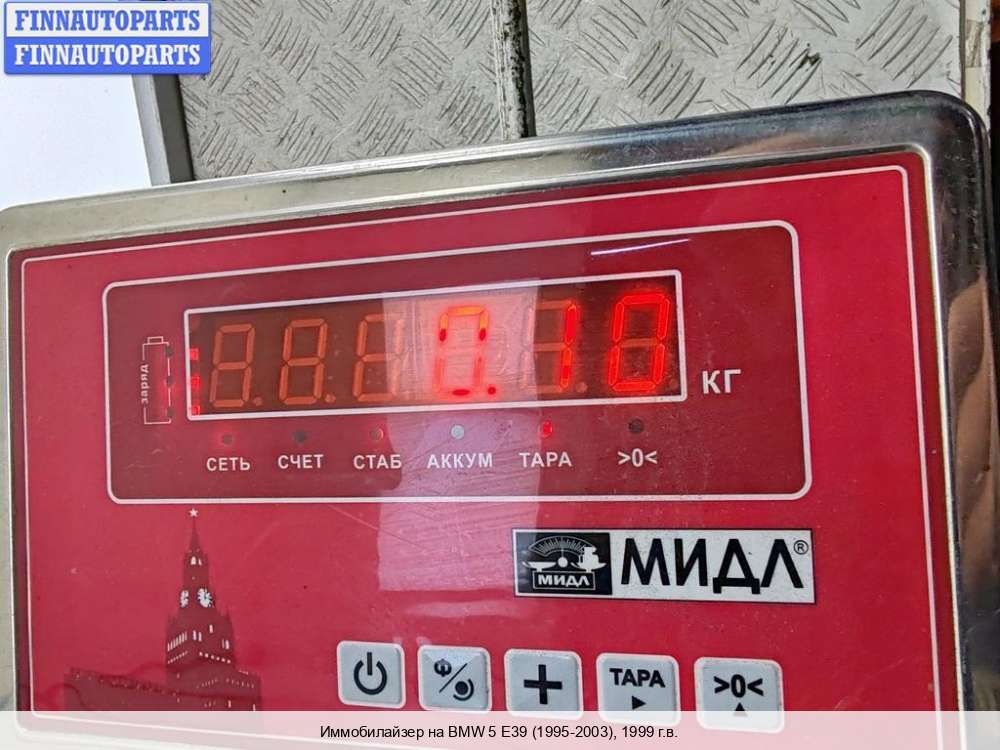 FINNAUTOPARTS
FINNAUTOPARTS
заряд
0.10
КГ
СЕТЬ СЧЕТ СТАБ АККУМ ТАРА >0<
МИДЛ
МИДЛ®
ТАРА
>0<
Иммобилайзер на BMW 5 E39 (1995-2003), 1999 г.в.